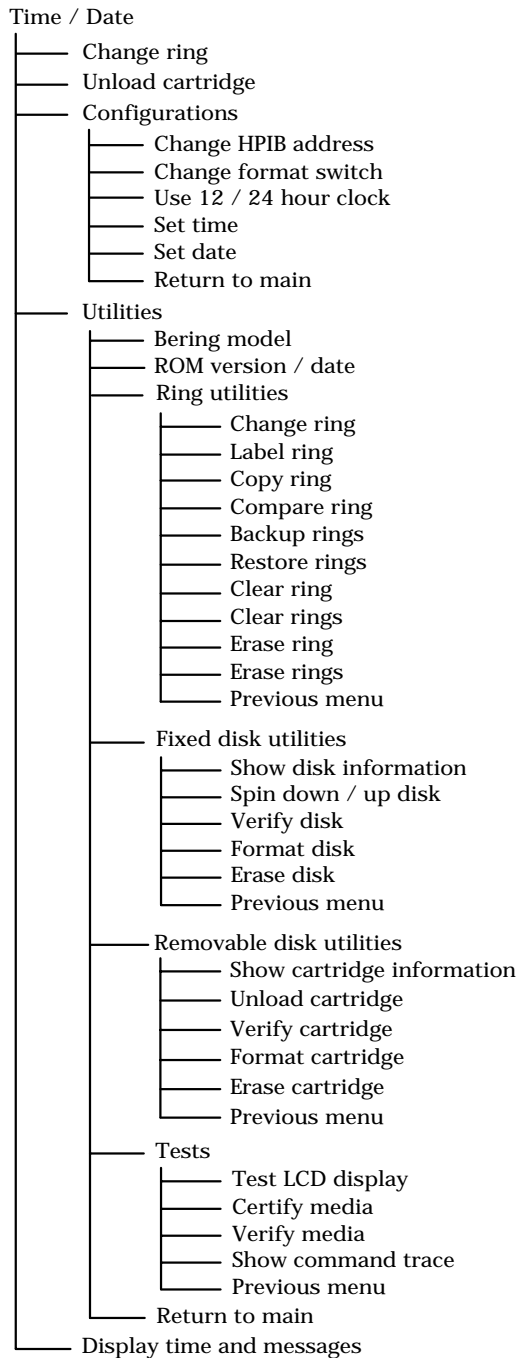 Time / Date
Change ring
Unload cartridge
Configurations
Change HPIB address
Change format switch
Use 12 / 24 hour clock
Set time
Set date
Return to main
Utilities
Bering model
ROM version / date
Ring utilities
Change ring
Label ring
Copy ring
Compare ring
Backup rings
Restore rings
Clear ring
Clear rings
Erase ring
Erase rings
Previous menu
Fixed disk utilities
Show disk information
Spin down / up disk
Verify disk
Format disk
Erase disk
Previous menu
Removable disk utilities
Show cartridge information
Unload cartridge
Verify cartridge
Format cartridge
Erase cartridge
Previous menu
Tests
Test LCD display
Certify media
Verify media
Show command trace
Previous menu
Return to main
Display time and messages